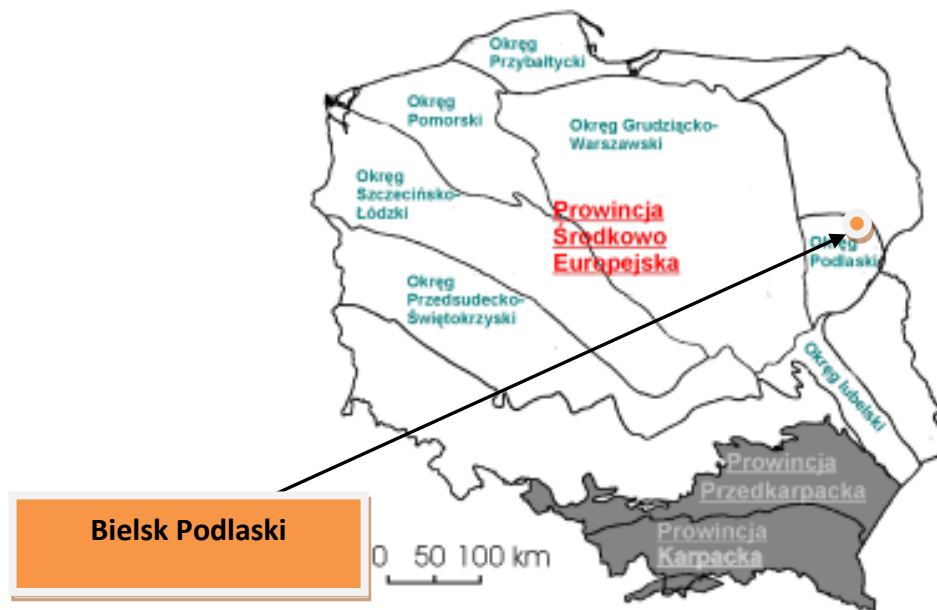 Okręg
Przybałtycki
Okręg
Pomorski
Okręg Grudziącko-
Warszawski
Okręg
Szczecińsko-
Łódzki
Prowincja
Środkowo
Europejska
Okręg
Podlaski
Okręg
Przedsudecko-
Świętokrzyski
Okręg lubelski
Prowincja
Przedkarpacka
Bielsk Podlaski
Prowincja
Karpacka
0 50 100 km